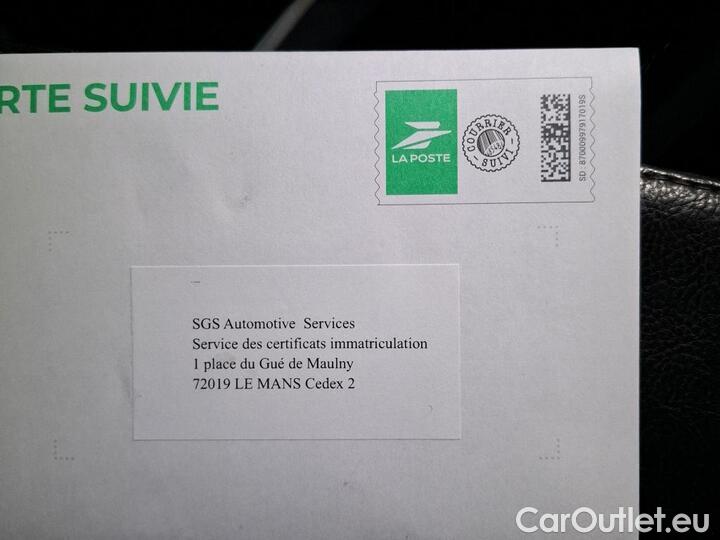 RTE SUIVIE
LA POSTE
COURRIER
SUIVI
SD : 87000997917019S
SGS Automotive Services
Service des certificats immatriculation
1 place du Gué de Maulny
72019 LE MANS Cedex 2
CarOutlet.eu